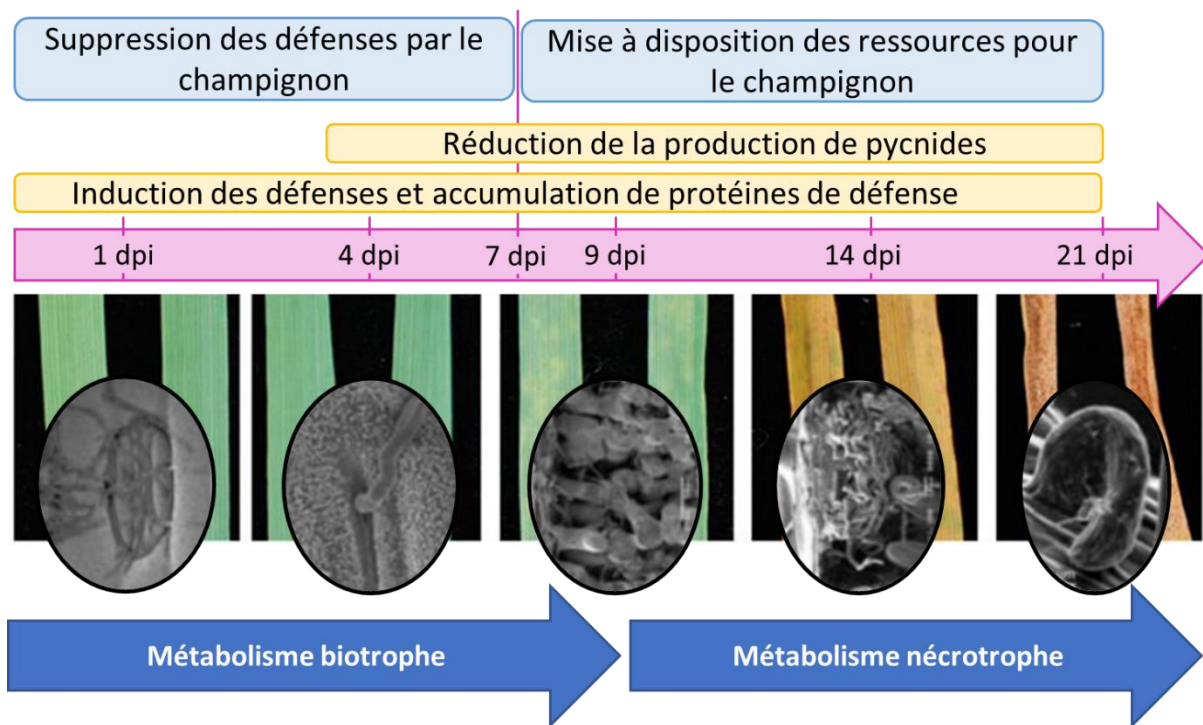 Suppression des défenses par le
champignon
Mise à disposition des ressources pour
le champignon
Réduction de la production de pycnides
Induction des défenses et accumulation de protéines de défense
1 dpi
4 dpi
7 dpi
9 dpi
14 dpi
21 dpi
Métabolisme biotrophe
Métabolisme nécrotrophe